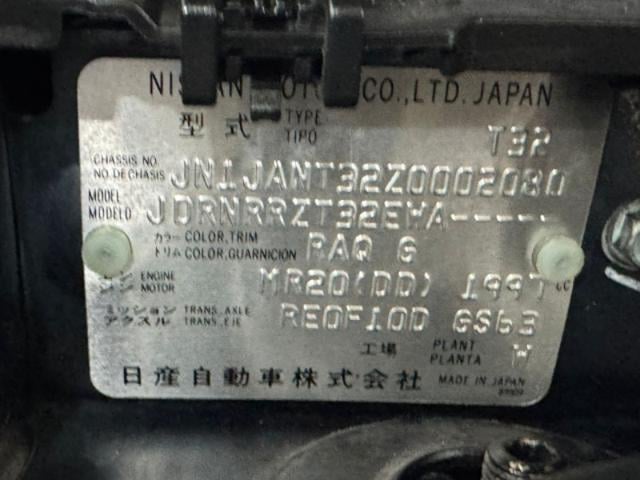 NISSAN MOTOR CO., LTD. JAPAN
型式 TYPE TIPO T32
CHASSIS NO. NO. DE CHASIS JN1JANT32Z0002080
MODEL MODELO JDRNRRZT32EWA-----
カラー トリム COLOR, TRIM COLOR, GUARNICION RAQ G
エンジン ENGINE MOTOR MR20(DD) 1997 CC
ミッション アクスル TRANS. AXLE TRANS. EJE RE0F10D GS63
工場 PLANT PLANTA W
日産自動車株式会社 MADE IN JAPAN